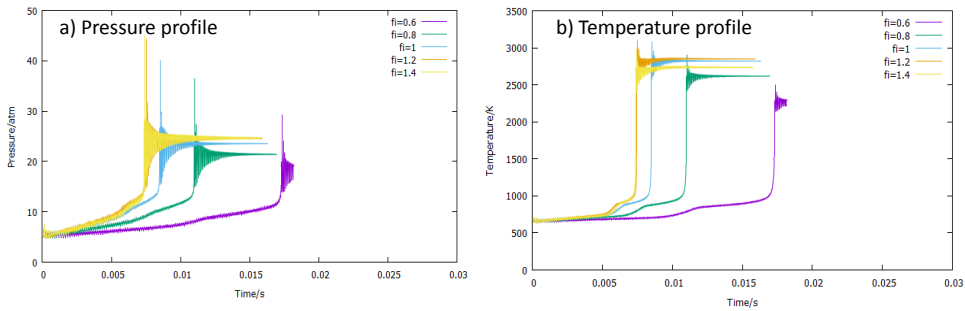 a) Pressure profile
fi=0.6
fi=0.8
fi=1
fi=1.2
fi=1.4
Pressure/atm
50
40
30
20
10
0
0
0.005
0.01
0.015
0.02
0.025
0.03
Time/s
b) Temperature profile
fi=0.6
fi=0.8
fi=1
fi=1.2
fi=1.4
Temperature/K
3500
3000
2500
2000
1500
1000
500
0
0
0.005
0.01
0.015
0.02
0.025
0.03
Time/s